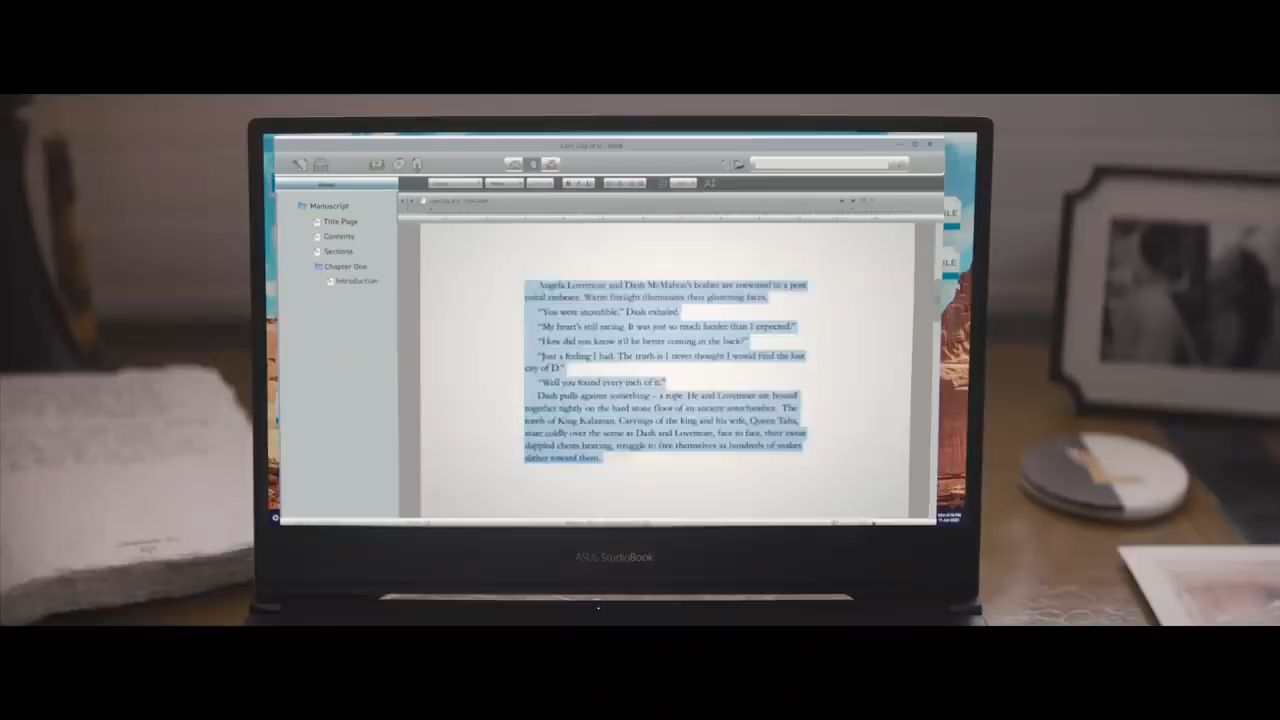 Lost City of D - Book
Manuscript
Title Page
Contents
Sections
Chapter One
Introduction
Angela Lovemore and Dash McMahon's bodies are entwined in a post
coital embrace. Warm firelight illuminates their glistening faces.
"You were incredible," Dash exhaled.
"My heart's still racing. It was just so much harder than I expected."
"How did you know it'd be better coming in the back?"
"Just a feeling I had. The truth is I never thought I would find the lost
city of D."
"Well you found every inch of it."
Dash pulls against something – a rope. He and Lovemore are bound
together tightly on the hard stone floor of an ancient antechamber. The
tomb of King Kalaman. Carvings of the king and his wife, Queen Taha,
stare coldly over the scene as Dash and Lovemore, face to face, their sweat
dappled chests heaving, struggle to free themselves as hundreds of snakes
slither toward them.
ASUS StudioBook